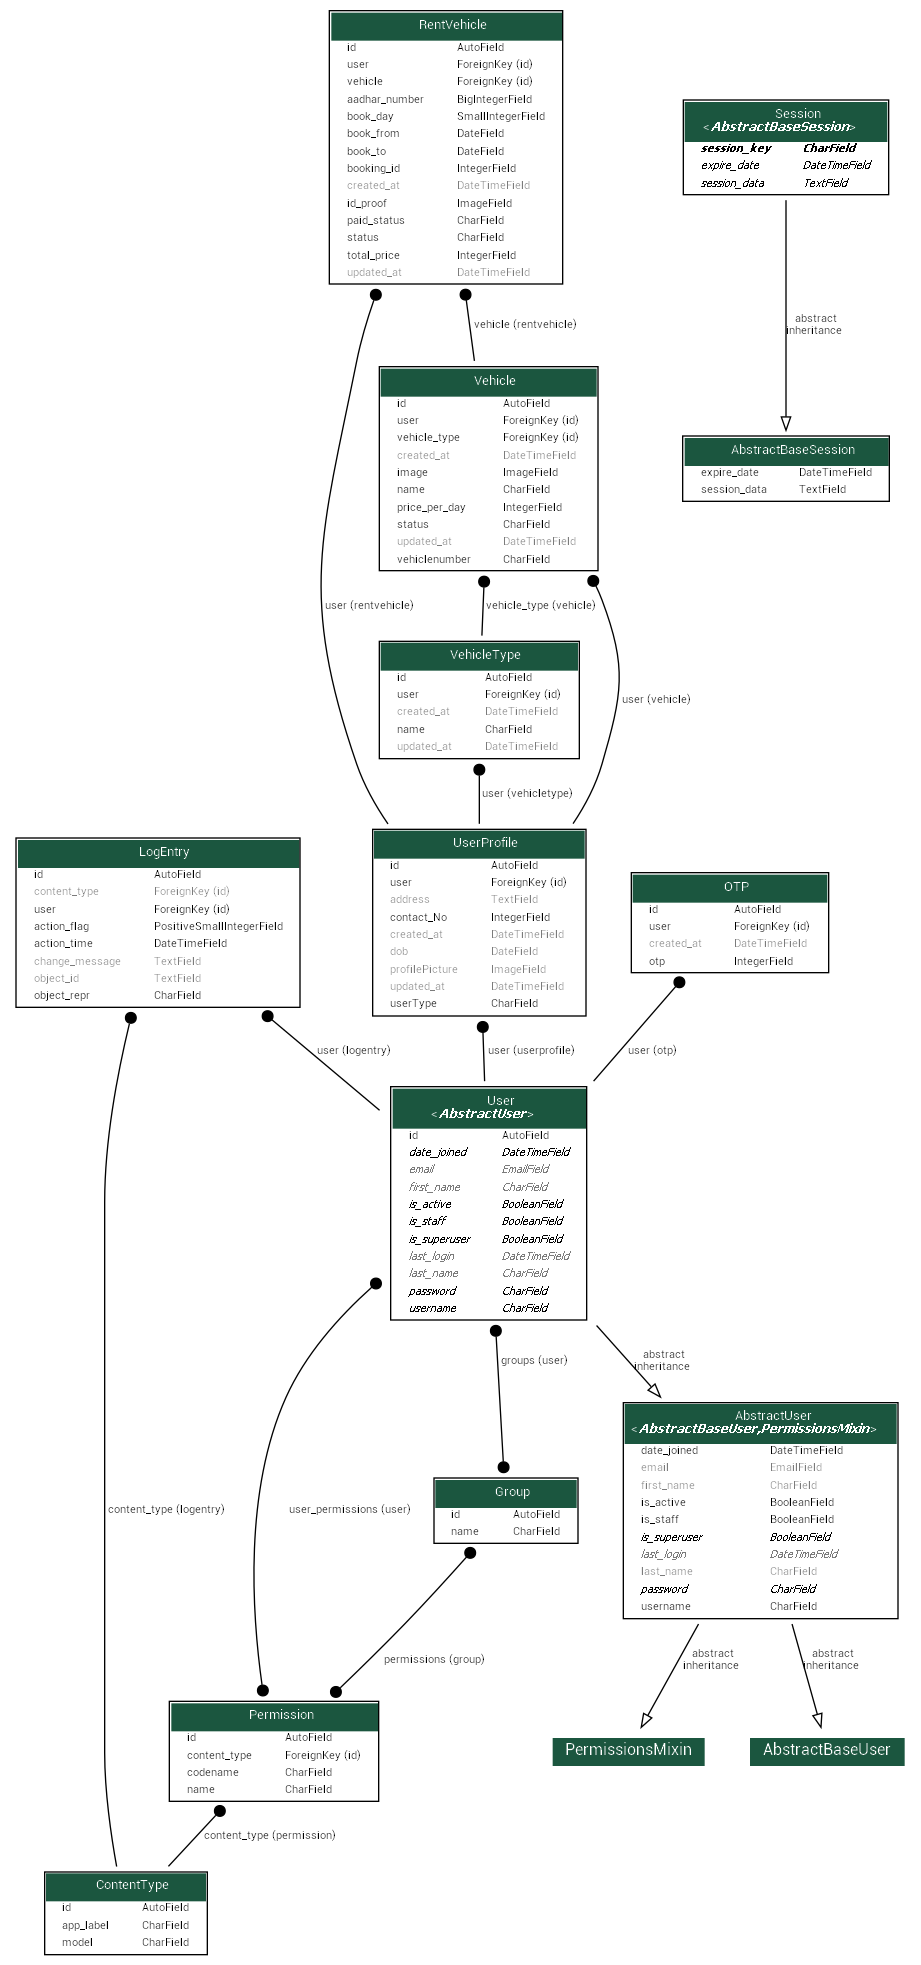 RentVehicle
id AutoField
user ForeignKey (id)
vehicle ForeignKey (id)
aadhar_number BigIntegerField
book_day SmallIntegerField
book_from DateField
book_to DateField
booking_id IntegerField
created_at DateTimeField
id_proof ImageField
paid_status CharField
status CharField
total_price IntegerField
updated_at DateTimeField
Session
<AbstractBaseSession>
session_key CharField
expire_date DateTimeField
session_data TextField
vehicle (rentvehicle)
abstract
inheritance
Vehicle
id AutoField
user ForeignKey (id)
vehicle_type ForeignKey (id)
created_at DateTimeField
image ImageField
name CharField
price_per_day IntegerField
status CharField
updated_at DateTimeField
vehiclenumber CharField
AbstractBaseSession
expire_date DateTimeField
session_data TextField
user (rentvehicle)
vehicle_type (vehicle)
VehicleType
id AutoField
user ForeignKey (id)
created_at DateTimeField
name CharField
updated_at DateTimeField
user (vehicle)
user (vehicletype)
LogEntry
id AutoField
content_type ForeignKey (id)
user ForeignKey (id)
action_flag PositiveSmallIntegerField
action_time DateTimeField
change_message TextField
object_id TextField
object_repr CharField
UserProfile
id AutoField
user ForeignKey (id)
address TextField
contact_No IntegerField
created_at DateTimeField
dob DateField
profilePicture ImageField
updated_at DateTimeField
userType CharField
OTP
id AutoField
user ForeignKey (id)
created_at DateTimeField
otp IntegerField
user (logentry)
user (userprofile)
user (otp)
User
<AbstractUser>
id AutoField
date_joined DateTimeField
email EmailField
first_name CharField
is_active BooleanField
is_staff BooleanField
is_superuser BooleanField
last_login DateTimeField
last_name CharField
password CharField
username CharField
groups (user)
abstract
inheritance
AbstractUser
<AbstractBaseUser,PermissionsMixin>
date_joined DateTimeField
email EmailField
first_name CharField
is_active BooleanField
is_staff BooleanField
is_superuser BooleanField
last_login DateTimeField
last_name CharField
password CharField
username CharField
Group
id AutoField
name CharField
content_type (logentry)
user_permissions (user)
permissions (group)
abstract
inheritance
abstract
inheritance
Permission
id AutoField
content_type ForeignKey (id)
codename CharField
name CharField
PermissionsMixin
AbstractBaseUser
content_type (permission)
ContentType
id AutoField
app_label CharField
model CharField